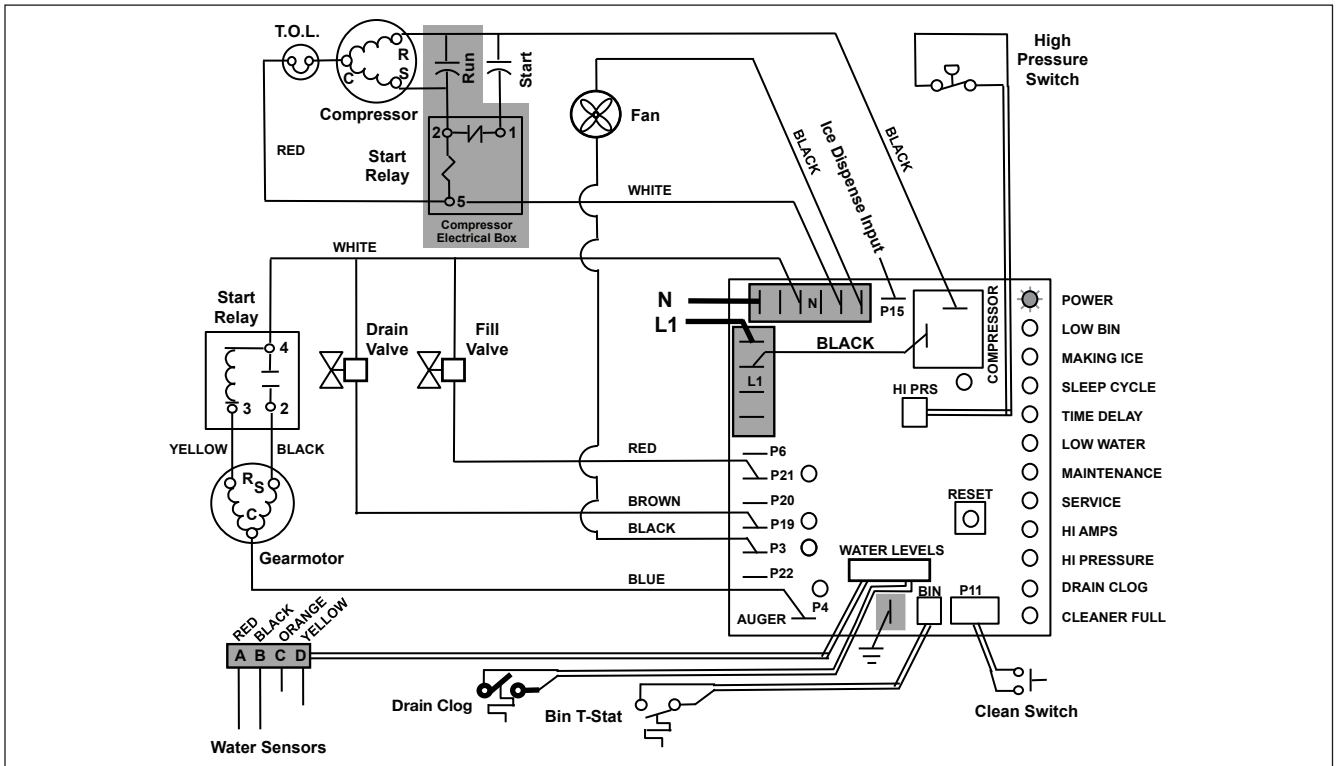 T.O.L.
R
S
C
Compressor
Run
Start
High
Pressure
Switch
Fan
2
1
RED
Start
Relay
5
Compressor
Electrical Box
WHITE
BLACK
Ice Dispense Input
BLACK
WHITE
Start
Relay
4
3
2
Drain
Valve
Fill
Valve
N
L1
N
P15
BLACK
L1
COMPRESSOR
HI PRS
POWER
LOW BIN
MAKING ICE
SLEEP CYCLE
TIME DELAY
LOW WATER
MAINTENANCE
SERVICE
HI AMPS
HI PRESSURE
DRAIN CLOG
CLEANER FULL
YELLOW
BLACK
R
S
C
Gearmotor
RED
P6
P21
BROWN
P20
P19
BLACK
P3
P22
BLUE
P4
AUGER
RESET
WATER LEVELS
BIN
P11
RED
BLACK
ORANGE
YELLOW
A B C D
Water Sensors
Drain Clog
Bin T-Stat
Clean Switch